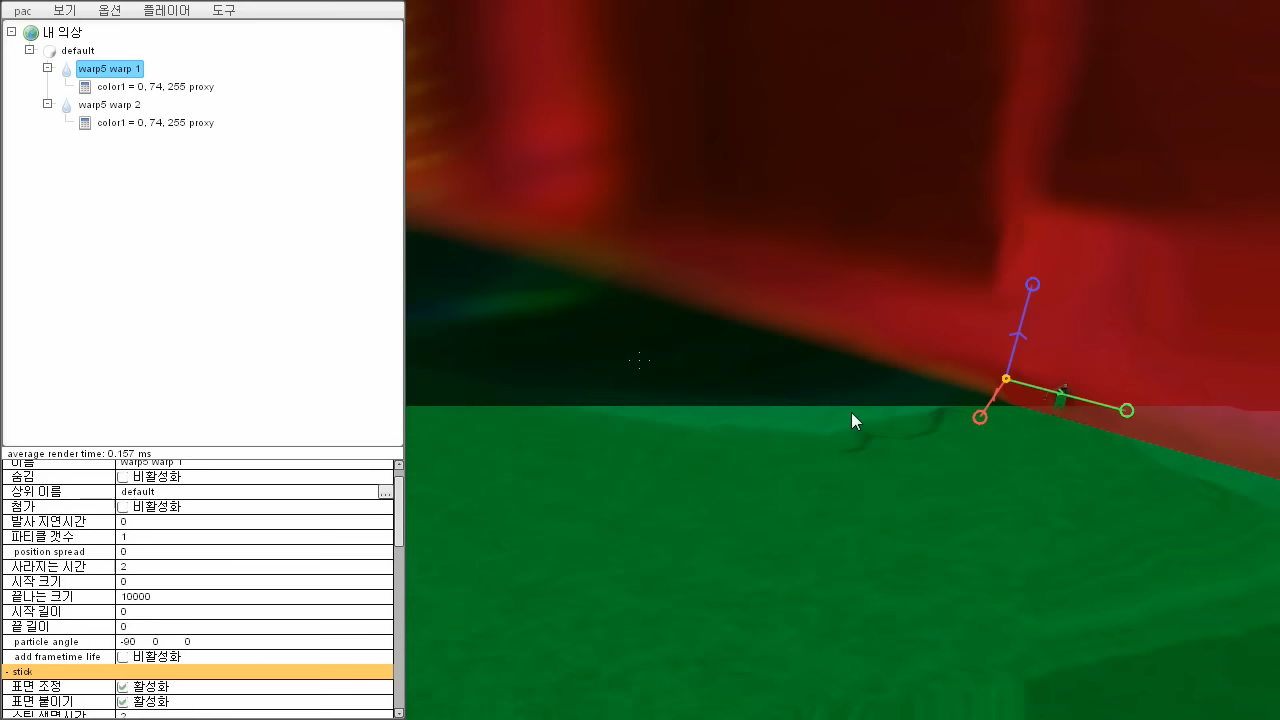 pac 보기 옵션 플레이어 도구
내 의상
default
warp5 warp 1
color1 = 0, 74, 255 proxy
warp5 warp 2
color1 = 0, 74, 255 proxy
average render time: 0.157 ms
이름 warp5 warp 1
숨김 비활성화
상위 이름 default ...
첨가 비활성화
발사 지연시간 0
파티클 갯수 1
position spread 0
사라지는 시간 2
시작 크기 0
끝나는 크기 10000
시작 길이 0
끝 길이 0
particle angle -90 0 0
add frametime life 비활성화
- stick
표면 조정 활성화
표면 붙이기 활성화